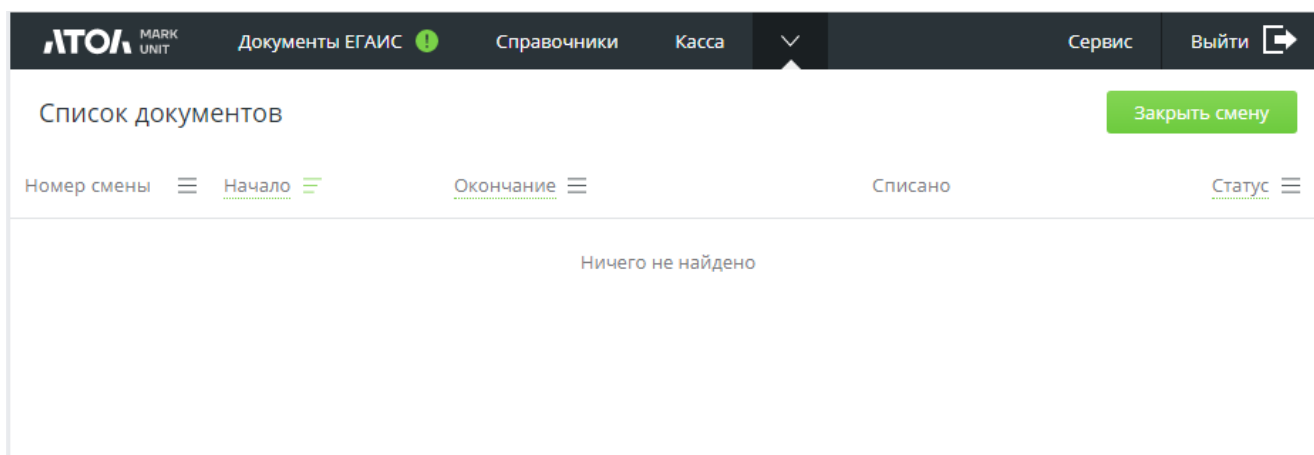 АТОЛ MARK UNIT Документы ЕГАИС ! Справочники Касса Сервис Выйти
Список документов Закрыть смену
Номер смены Начало Окончание Списано Статус
Ничего не найдено